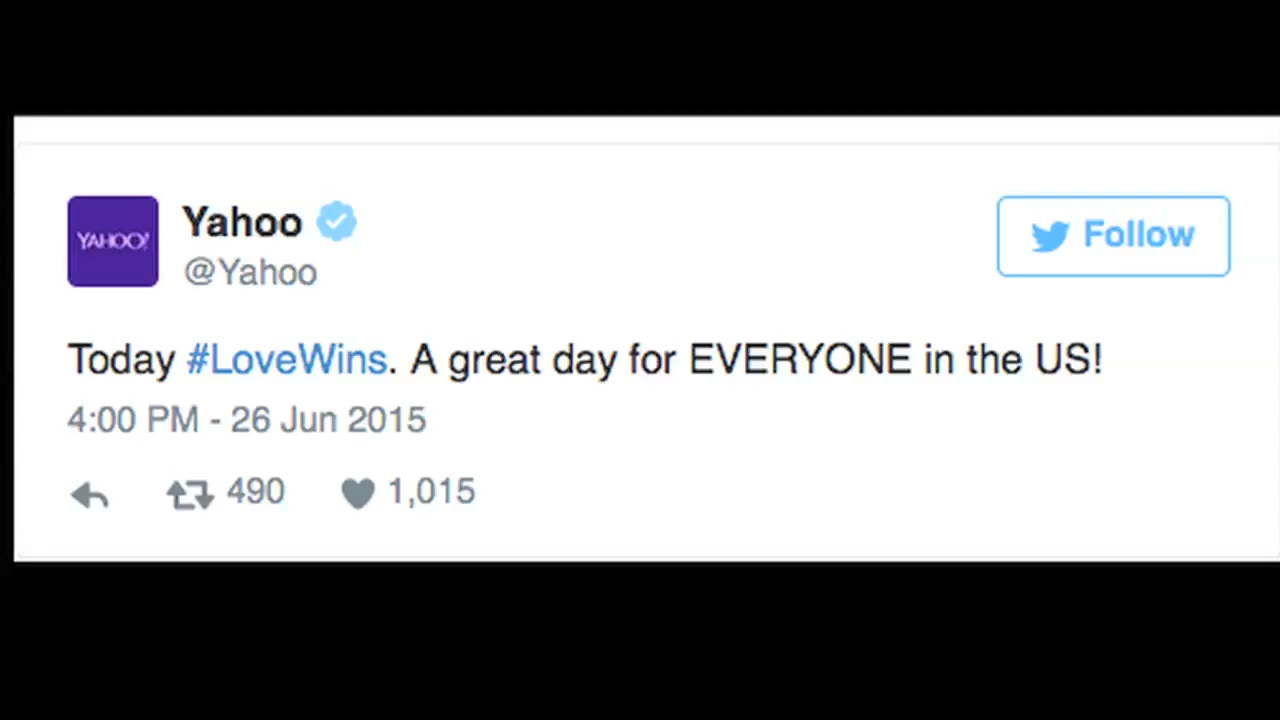 YAHOO!
Yahoo
@Yahoo
Follow
Today #LoveWins. A great day for EVERYONE in the US!
4:00 PM - 26 Jun 2015
490 1,015